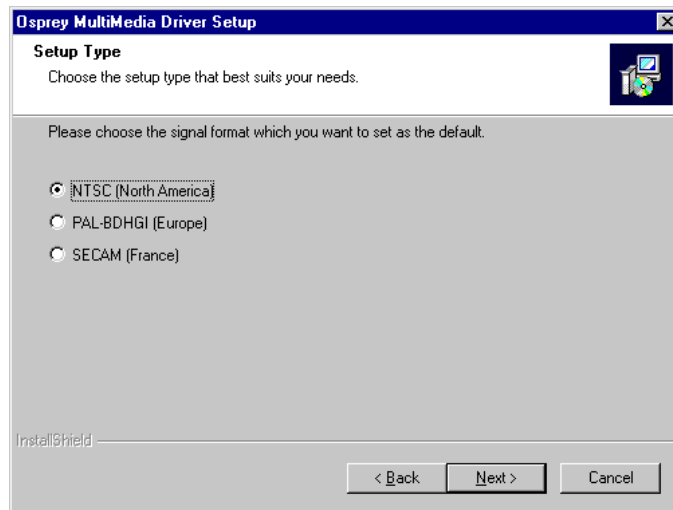 Osprey MultiMedia Driver Setup
Setup Type
Choose the setup type that best suits your needs.
Please choose the signal format which you want to set as the default.
NTSC (North America)
PAL-BDHGI (Europe)
SECAM (France)
InstallShield
< Back
Next >
Cancel